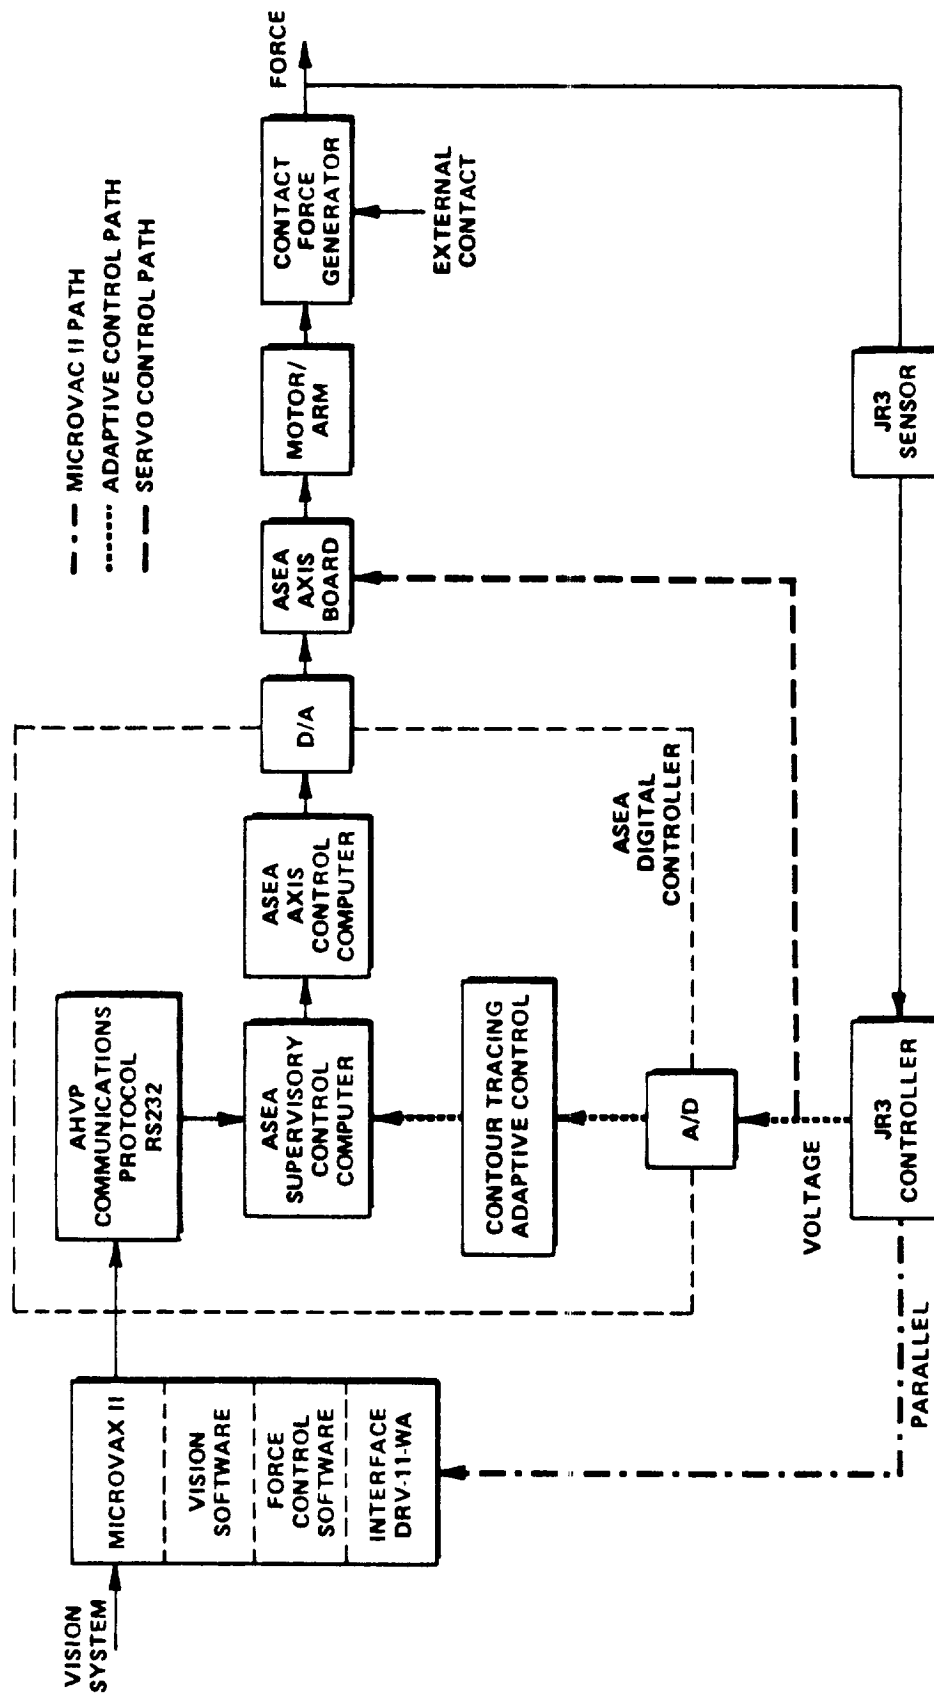 MICROVAC II PATH
ADAPTIVE CONTROL PATH
SERVO CONTROL PATH
VISION
SYSTEM
MICROVAX II
VISION
SOFTWARE
FORCE
CONTROL
SOFTWARE
INTERFACE
DRV-11-WA
AHVP
COMMUNICATIONS
PROTOCOL
RS232
ASEA
SUPERVISORY
CONTROL
COMPUTER
ASEA
AXIS
CONTROL
COMPUTER
D/A
ASEA
AXIS
BOARD
MOTOR/
ARM
CONTACT
FORCE
GENERATOR
FORCE
EXTERNAL
CONTACT
CONTOUR TRACING
ADAPTIVE CONTROL
ASEA
DIGITAL
CONTROLLER
A/D
VOLTAGE
JR3
CONTROLLER
JR3
SENSOR
PARALLEL